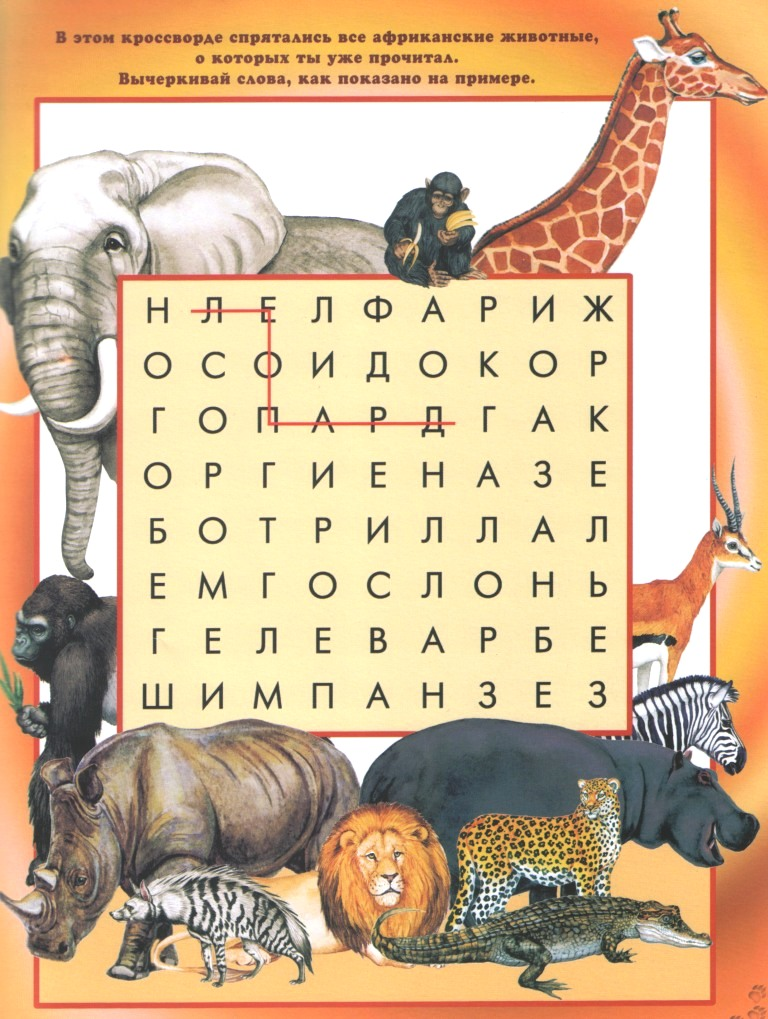 В этом кроссворде спрятались все африканские животные,
о которых ты уже прочитал.
Вычеркивай слова, как показано на примере.
Н Л Е Л Ф А Р И Ж
О С О И Д О К О Р
Г О П А Р Д Г А К
О Р Г И Е Н А З Е
Б О Т Р И Л Л А Л
Е М Г О С Л О Н Ь
Г Е Л Е В А Р Б Е
Ш И М П А Н З Е З